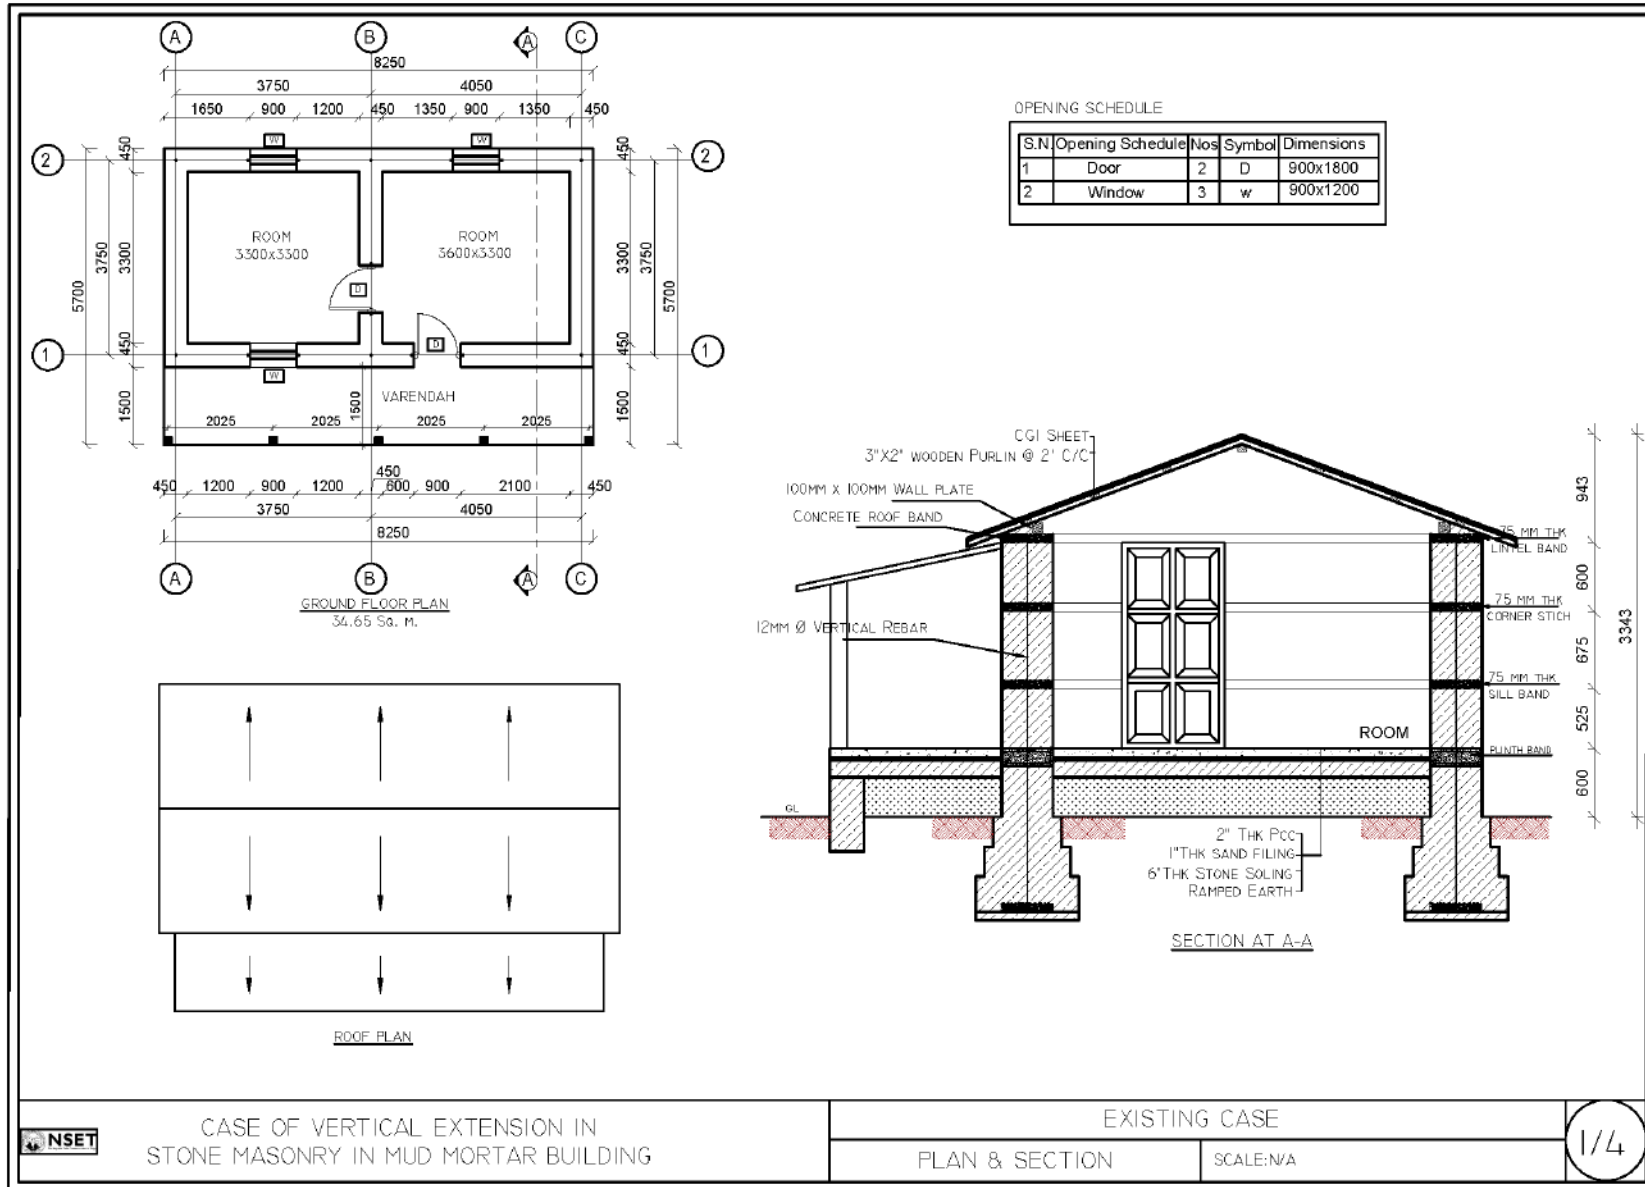 A
B
A
C
8250
3750
4050
1650
900
1200
450
1350
900
1350
450
W
W
2
2
450
450
5700
3750
3300
3300
3750
5700
ROOM
3300x3300
ROOM
3600x3300
D
D
1
1
450
450
W
1500
1500
1500
VARENDAH
2025
2025
2025
2025
450
450
1200
900
1200
600
900
2100
450
3750
4050
8250
A
B
A
C
GROUND FLOOR PLAN
34.65 SQ. M.
ROOF PLAN
OPENING SCHEDULE
S.N. Opening Schedule Nos Symbol Dimensions
1 Door 2 D 900x1800
2 Window 3 w 900x1200
CGI SHEET
3"X2" WOODEN PURLIN @ 2' C/C
100MM X 100MM WALL PLATE
CONCRETE ROOF BAND
12MM Ø VERTICAL REBAR
943
75 MM THK
LINTEL BAND
600
75 MM THK
CORNER STICH
675
3343
75 MM THK
SILL BAND
525
ROOM
PLINTH BAND
600
GL
2" THK PCC
1"THK SAND FILING
6"THK STONE SOLING
RAMPED EARTH
SECTION AT A-A
NSET
CASE OF VERTICAL EXTENSION IN
STONE MASONRY IN MUD MORTAR BUILDING
EXISTING CASE
PLAN & SECTION
SCALE:N/A
1/4